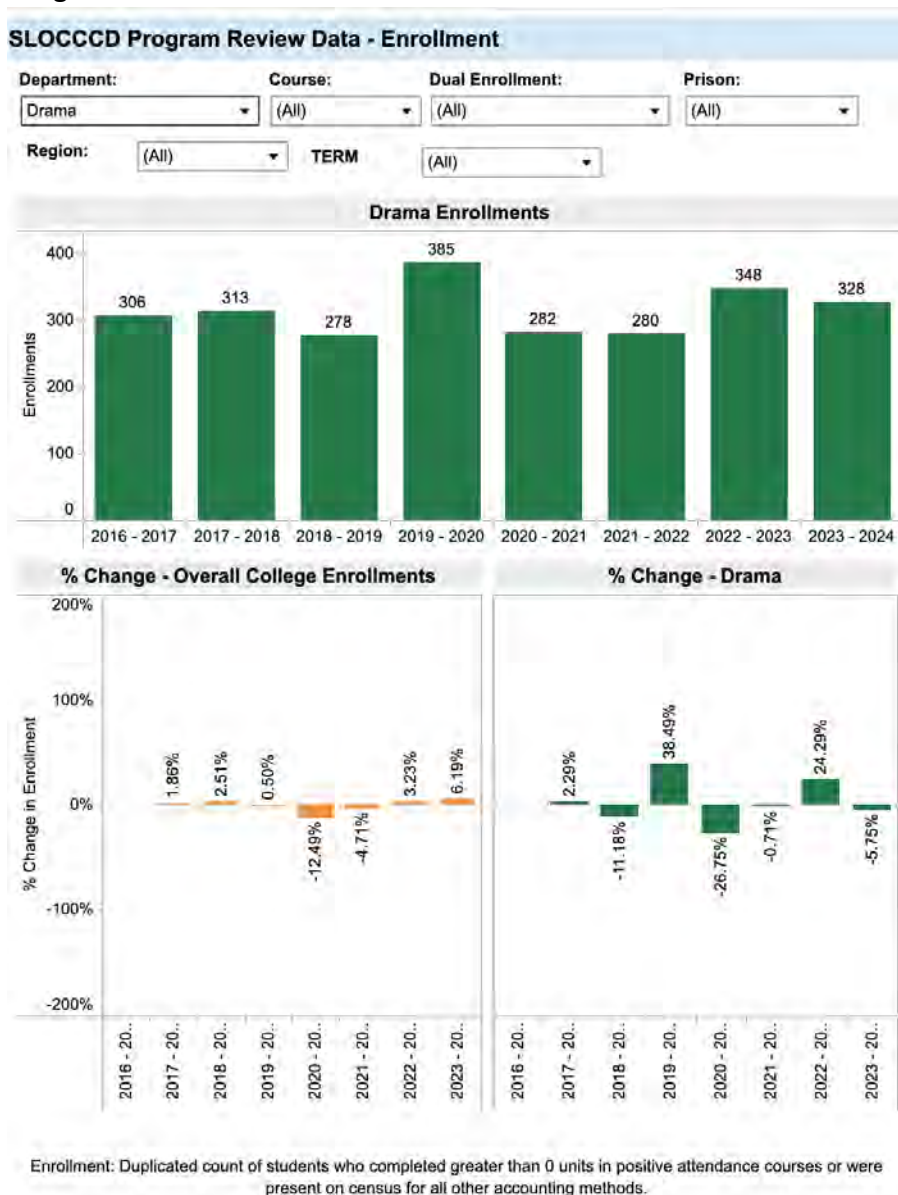 SLOCCCD Program Review Data - Enrollment
Department: Course: Dual Enrollment: Prison:
Drama (All) (All) (All)
Region: (All) TERM (All)
Drama Enrollments
400
300
200
100
0
Enrollments
306 313 278 385 282 280 348 328
2016 - 2017 2017 - 2018 2018 - 2019 2019 - 2020 2020 - 2021 2021 - 2022 2022 - 2023 2023 - 2024
% Change - Overall College Enrollments % Change - Drama
200%
100%
0%
-100%
-200%
% Change in Enrollment
1.86% 2.51% 0.50% -12.49% -4.71% 3.23% 6.19%
2.29% -11.18% 38.49% -26.75% -0.71% 24.29% -5.75%
2016 - 20.. 2017 - 20.. 2018 - 20.. 2019 - 20.. 2020 - 20.. 2021 - 20.. 2022 - 20.. 2023 - 20..
2016 - 20.. 2017 - 20.. 2018 - 20.. 2019 - 20.. 2020 - 20.. 2021 - 20.. 2022 - 20.. 2023 - 20..
Enrollment: Duplicated count of students who completed greater than 0 units in positive attendance courses or were
present on census for all other accounting methods.